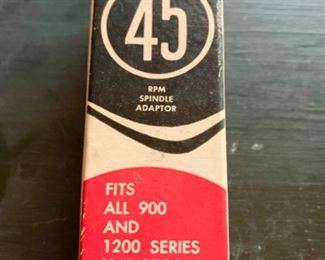 45
RPM
SPINDLE
ADAPTOR
FITS
ALL 900
AND
1200 SERIES